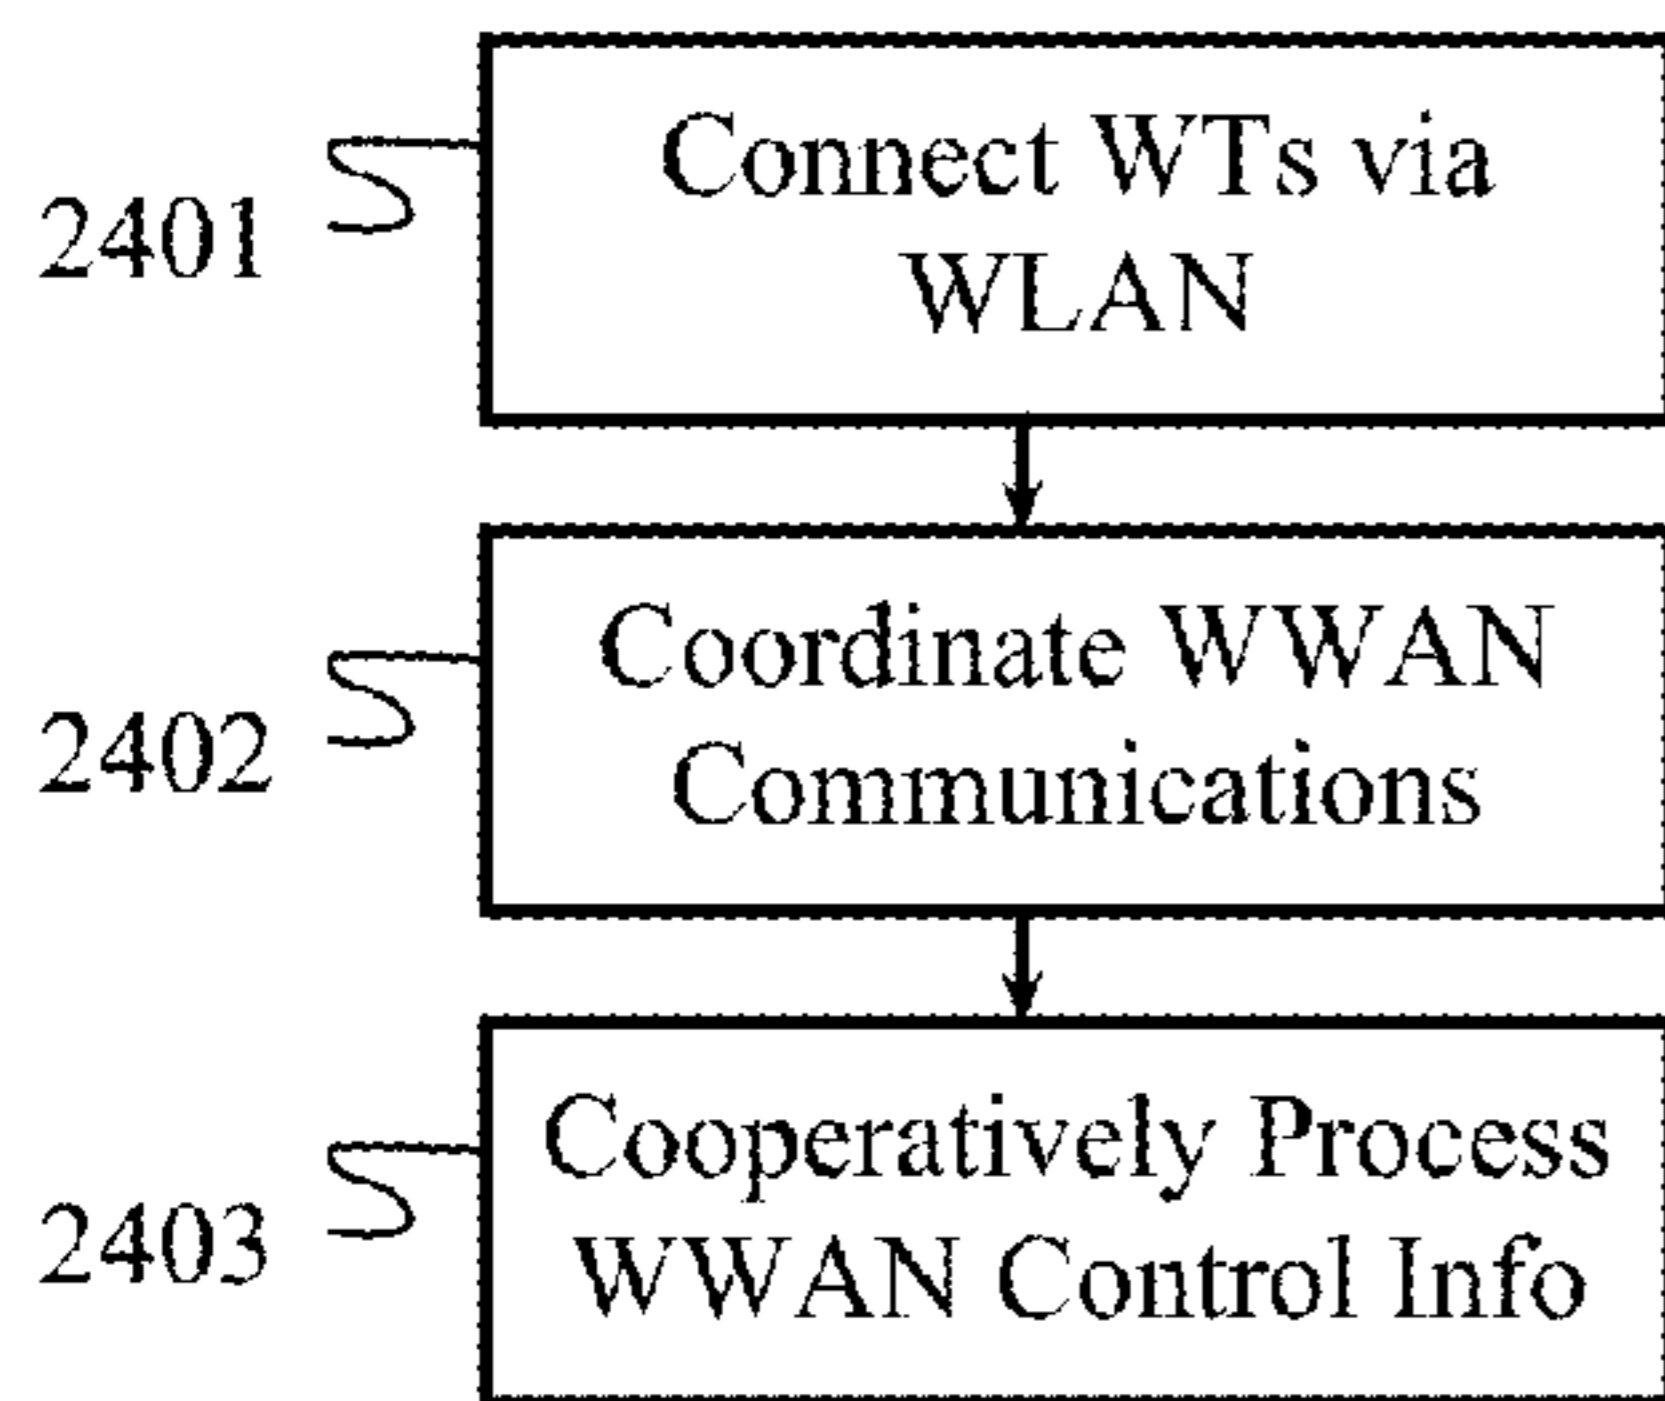 Connect WTs via
WLAN
2401
Coordinate WWAN
Communications
2402
Cooperatively Process
WWAN Control Info
2403